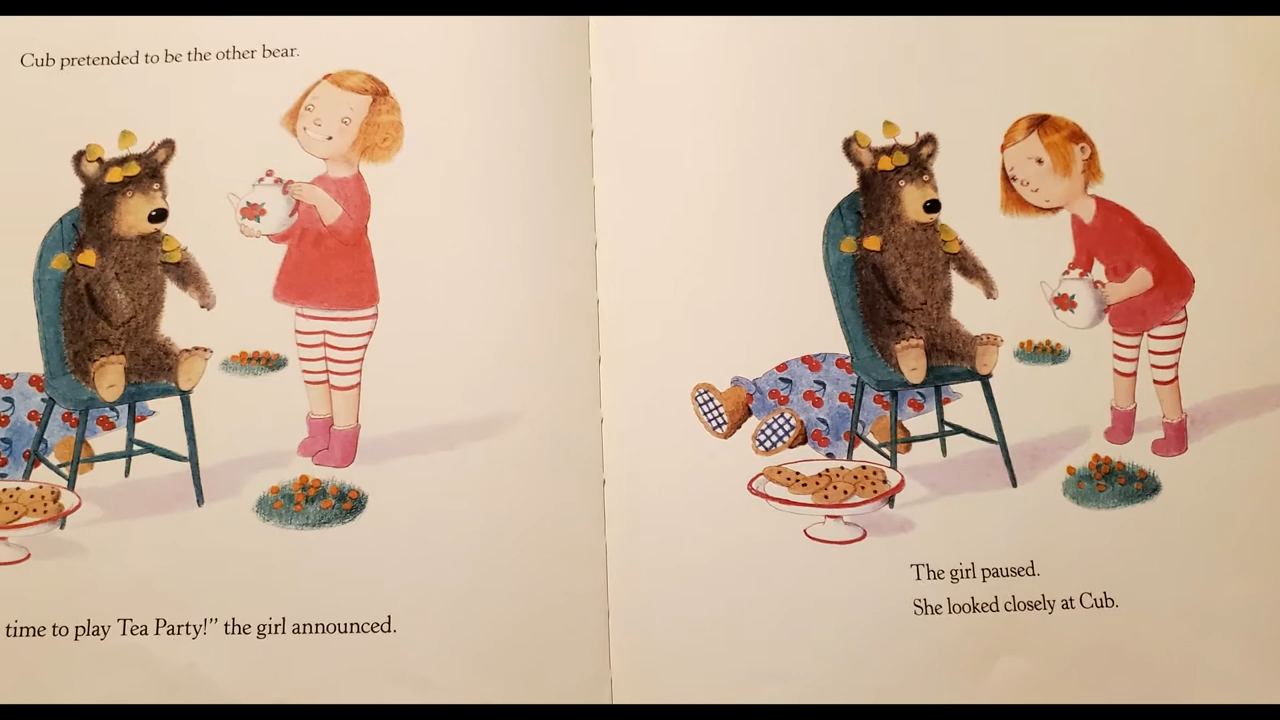 Cub pretended to be the other bear.
time to play Tea Party!” the girl announced.
The girl paused.
She looked closely at Cub.